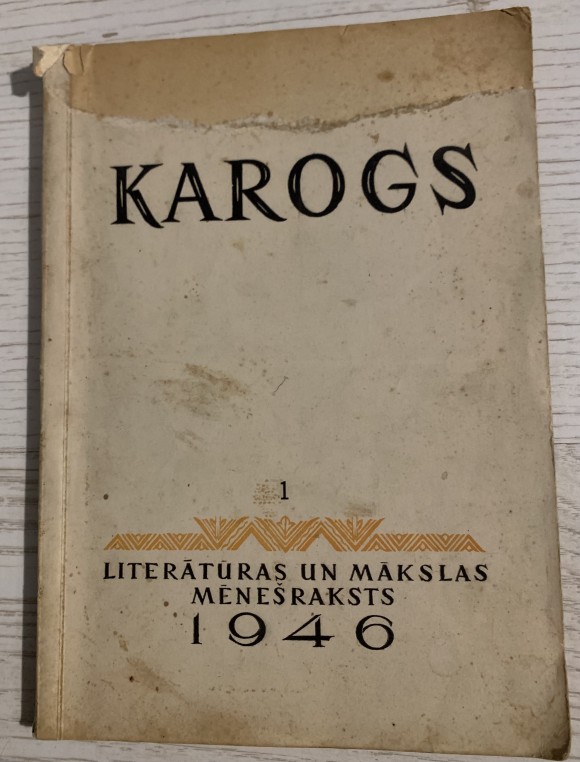 KAROGS
1
LITERĀTŪRAS UN MĀKSLAS
MĒNEŠRAKSTS
1946